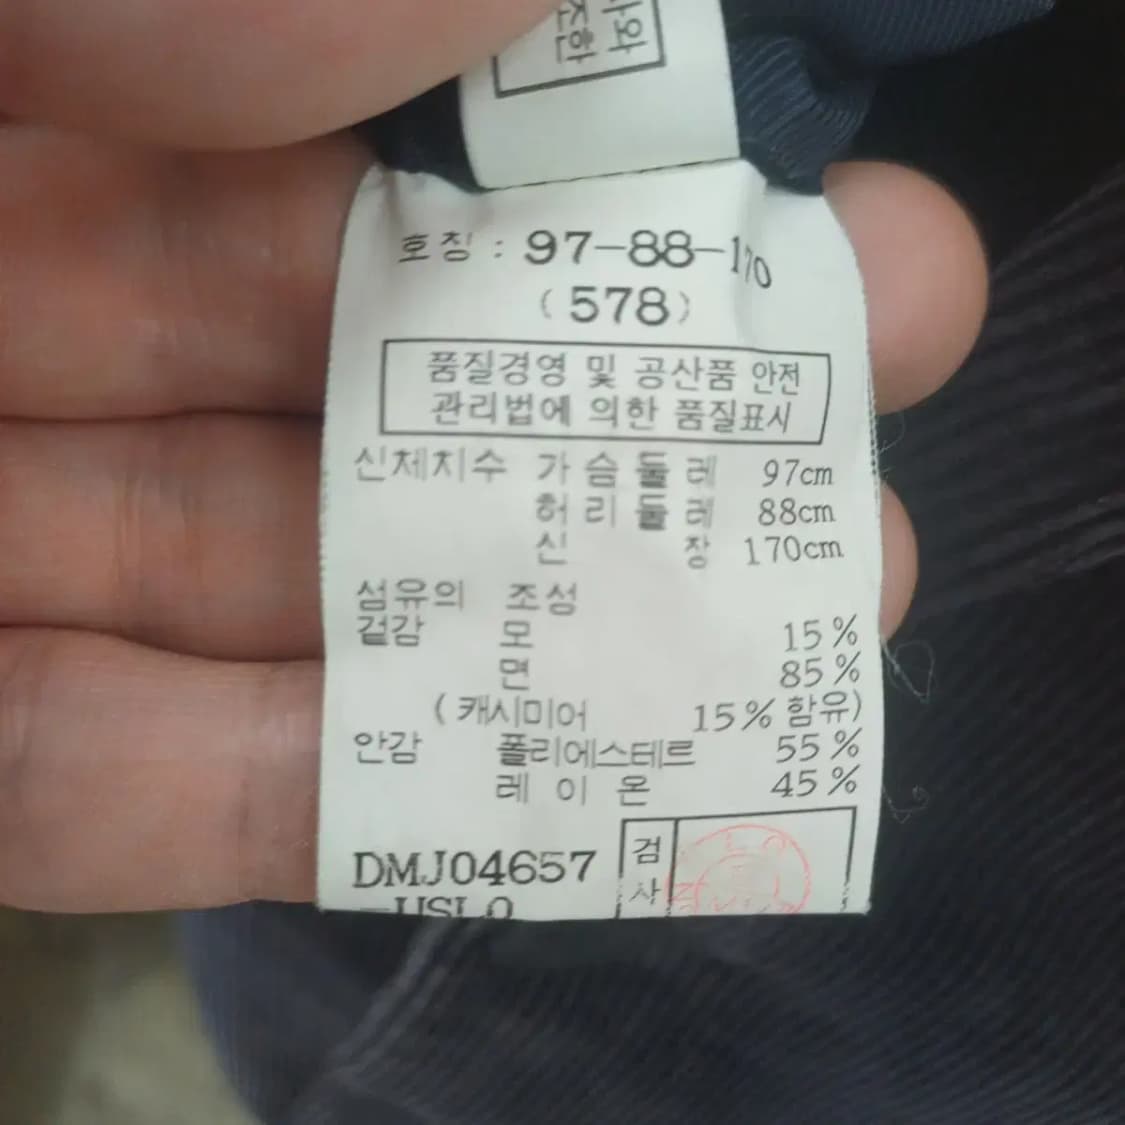 호칭 : 97-88-170
(578)
품질경영 및 공산품 안전
관리법에 의한 품질표시
신체치수 가슴둘레 97cm
허리둘레 88cm
신 장 170cm
섬유의 조성
겉감 모 15%
면 85%
(캐시미어 15% 함유)
안감 폴리에스테르 55%
레이온 45%
DMJ04657
검사